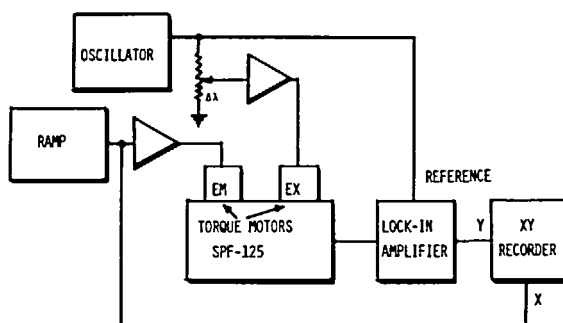 OSCILLATOR
Δλ
RAMP
EM
EX
REFERENCE
TORQUE MOTORS
SPF-125
LOCK-IN
AMPLIFIER
Y
XY
RECORDER
X